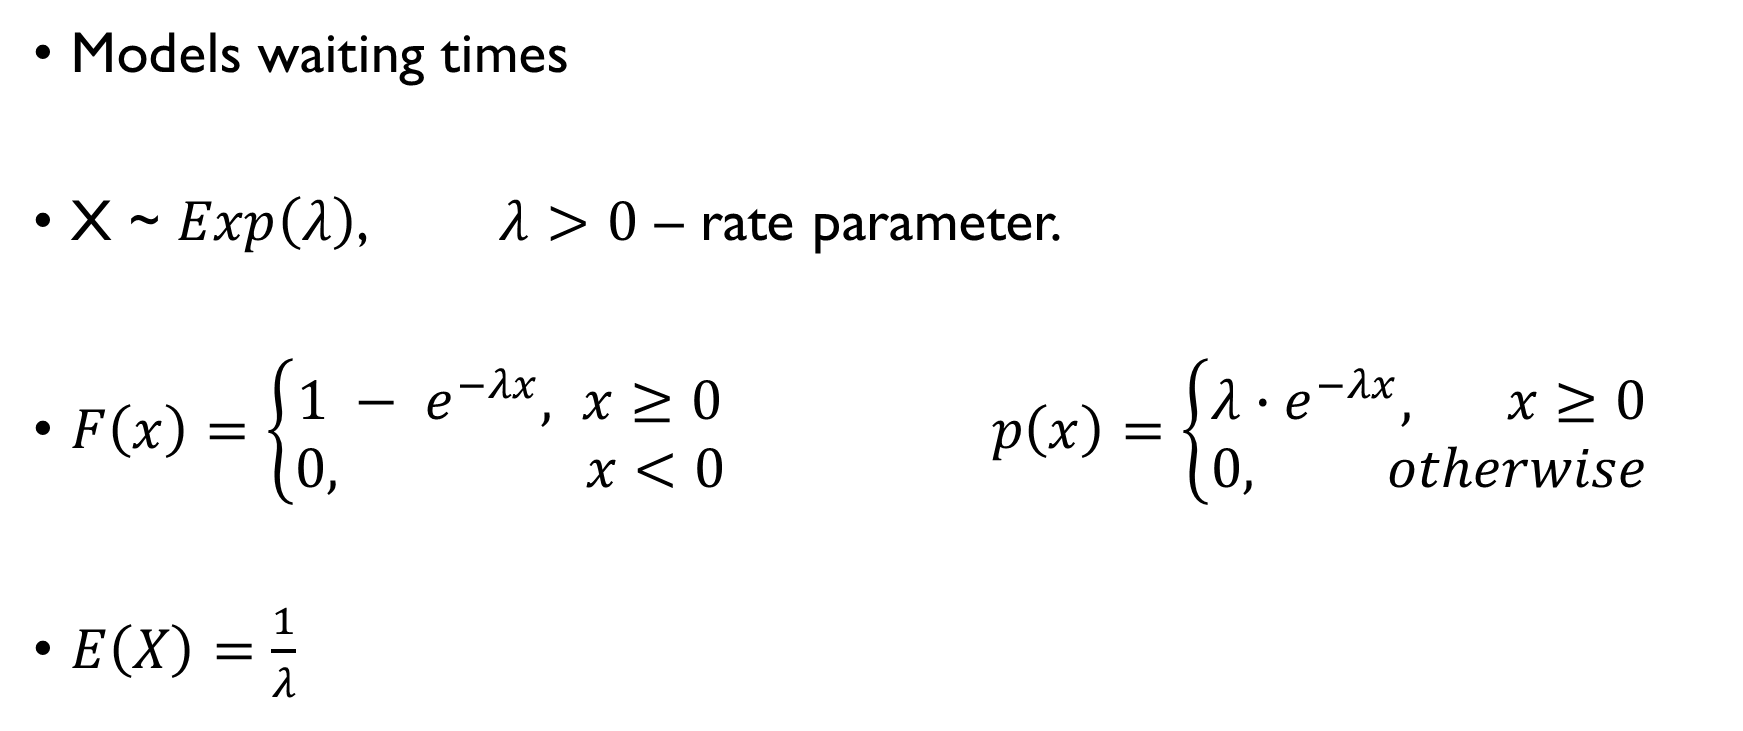 • Models waiting times
• X ~ Exp(λ), λ > 0 – rate parameter.
• F(x) = {1 − e^{−λx}, x ≥ 0; 0, x < 0 p(x) = {λ · e^{−λx}, x ≥ 0; 0, otherwise
• E(X) = 1/λ